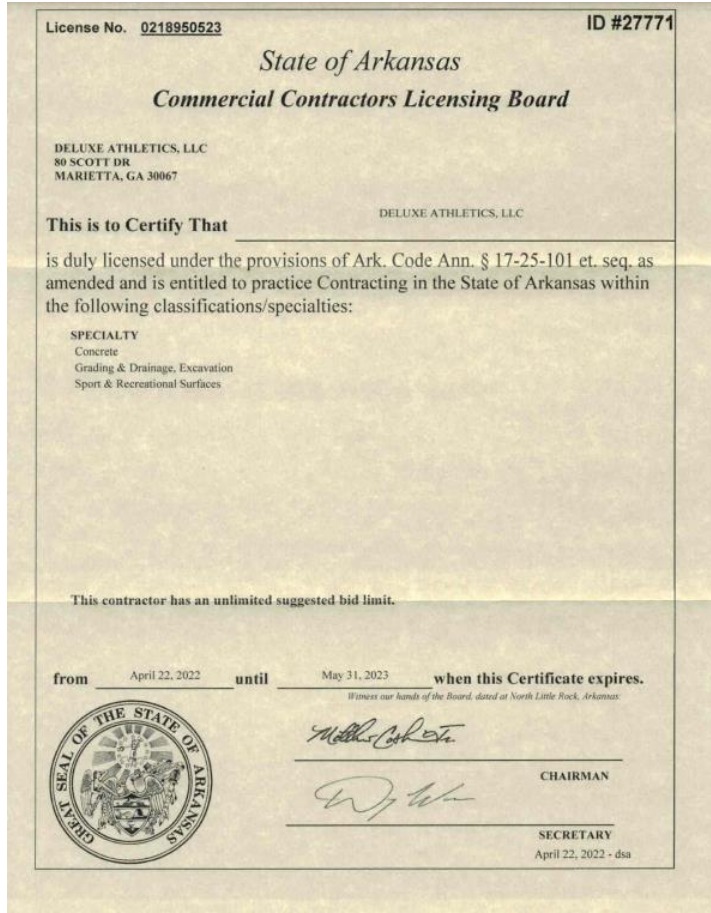 License No. 0218950523
ID #27771
State of Arkansas
Commercial Contractors Licensing Board
DELUXE ATHLETICS, LLC
80 SCOTT DR
MARIETTA, GA 30067
This is to Certify That DELUXE ATHLETICS, LLC
is duly licensed under the provisions of Ark. Code Ann. § 17-25-101 et. seq. as
amended and is entitled to practice Contracting in the State of Arkansas within
the following classifications/specialties:
SPECIALTY
Concrete
Grading & Drainage, Excavation
Sport & Recreational Surfaces
This contractor has an unlimited suggested bid limit.
from April 22, 2022 until May 31, 2023 when this Certificate expires.
Witness our hands of the Board, dated at North Little Rock, Arkansas:
GREAT SEAL OF THE STATE OF ARKANSAS
CHAIRMAN
SECRETARY
April 22, 2022 - dsa